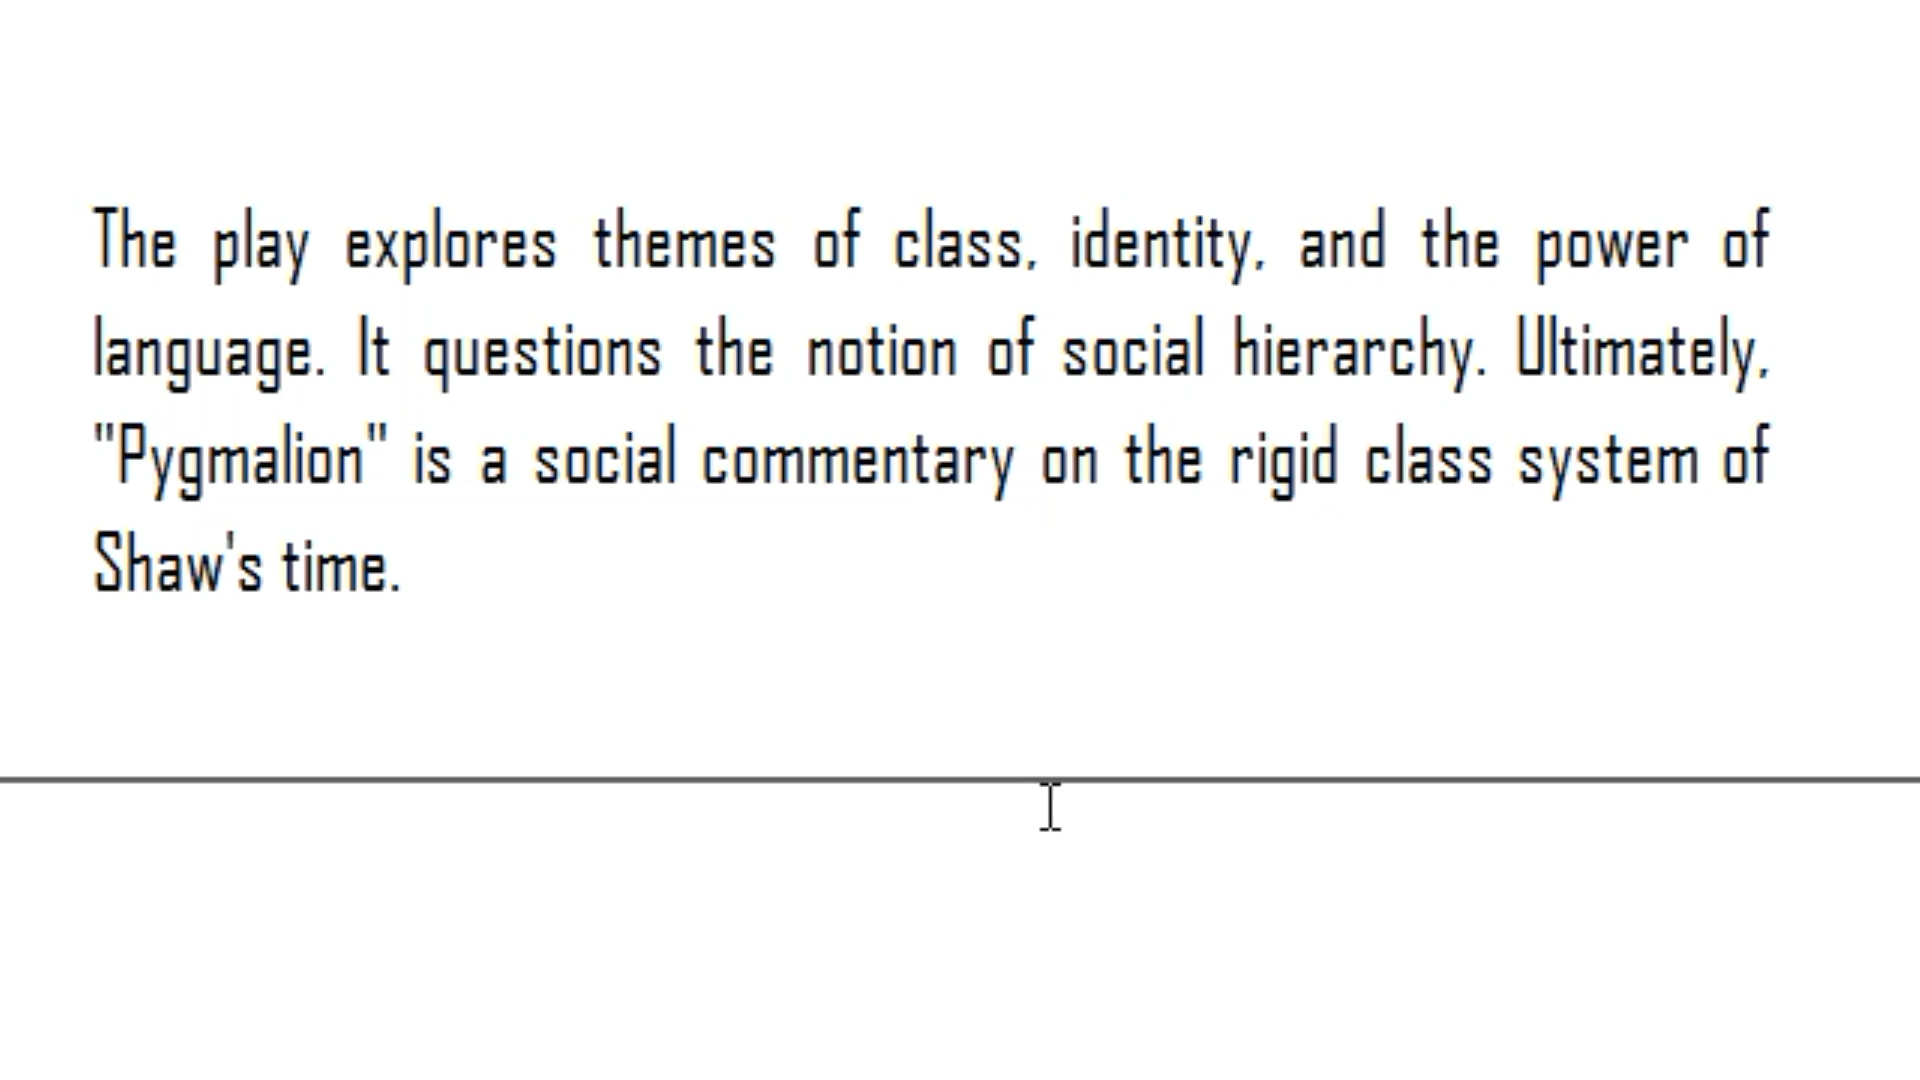 The play explores themes of class, identity, and the power of
language. It questions the notion of social hierarchy. Ultimately,
"Pygmalion" is a social commentary on the rigid class system of
Shaw's time.